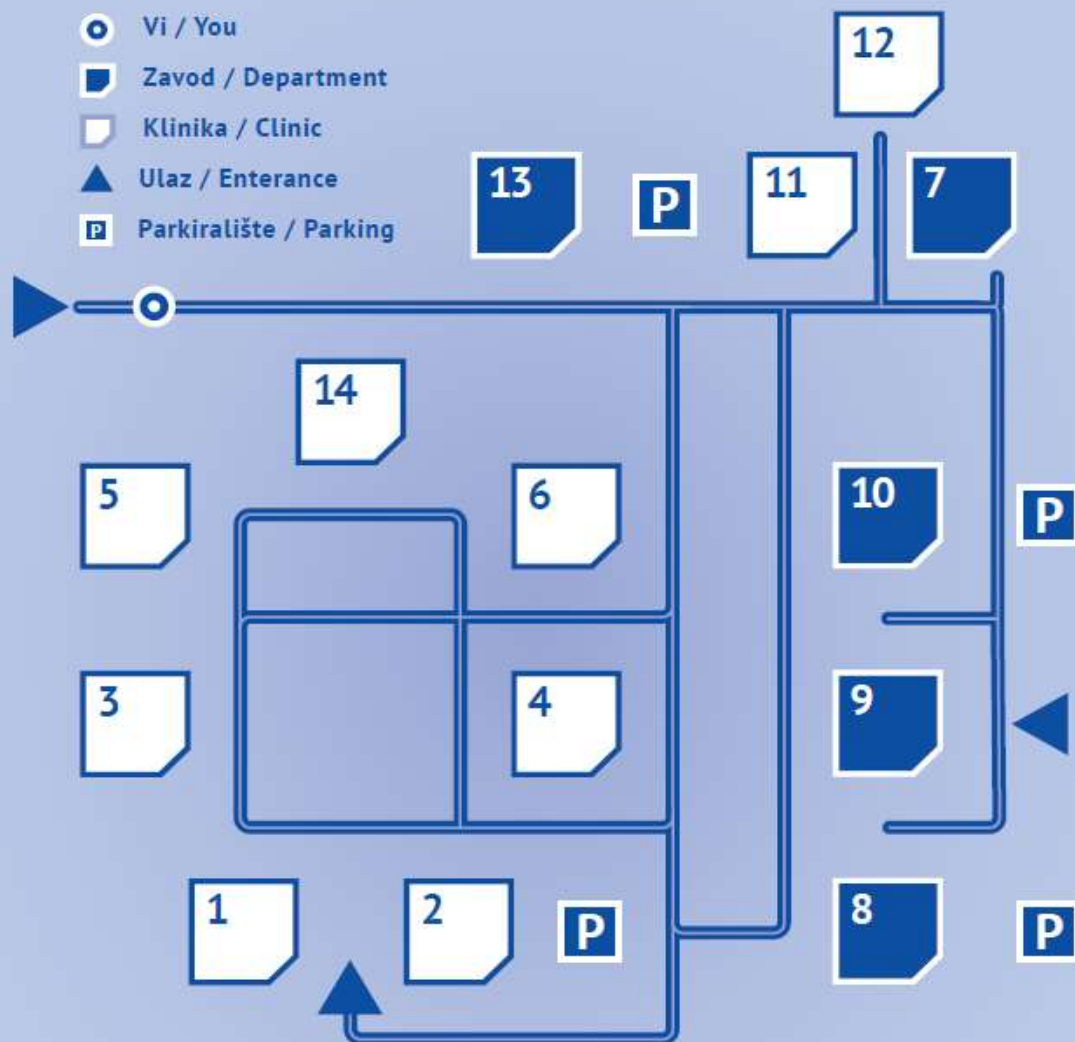 Vi / You
Zavod / Department
Klinika / Clinic
Ulaz / Enterance
P Parkiralište / Parking
12
13
P
11
7
14
5
6
10
P
3
4
9
1
2
P
8
P